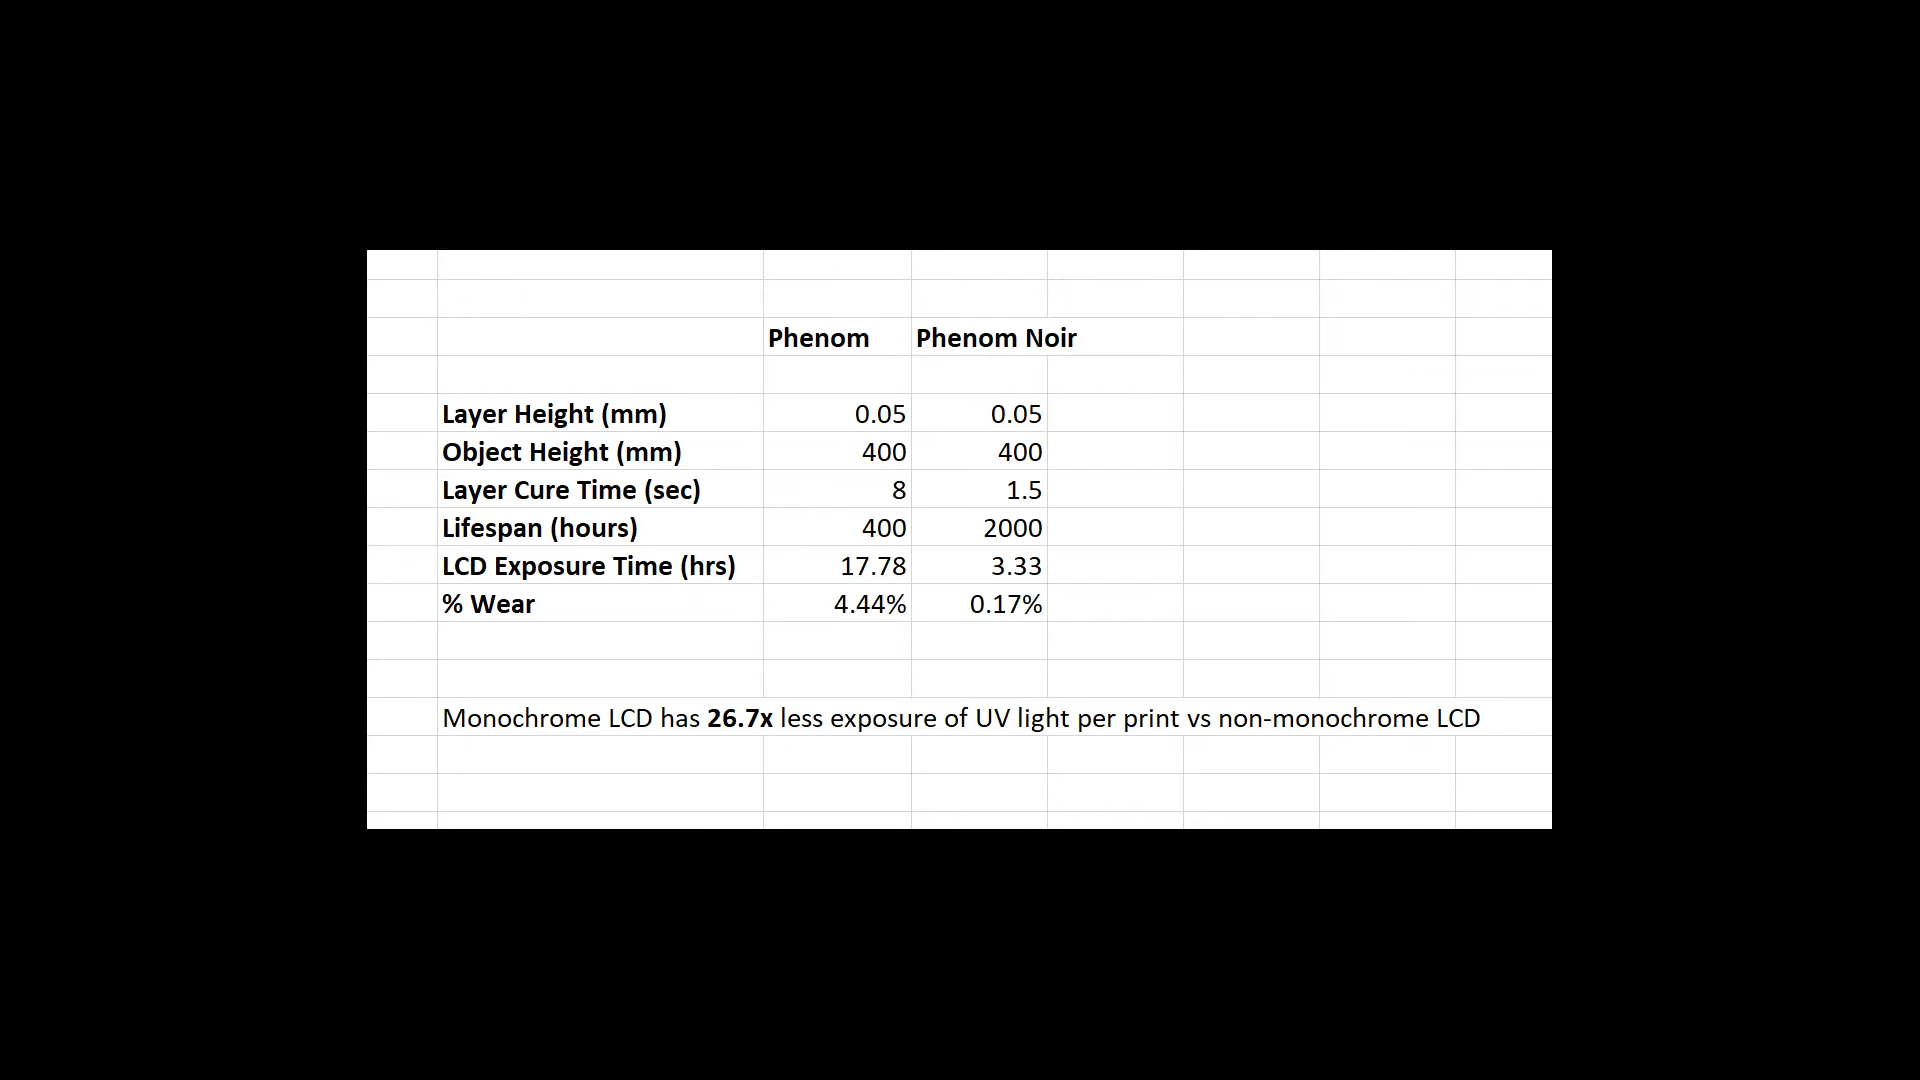 Phenom Phenom Noir
Layer Height (mm) 0.05 0.05
Object Height (mm) 400 400
Layer Cure Time (sec) 8 1.5
Lifespan (hours) 400 2000
LCD Exposure Time (hrs) 17.78 3.33
% Wear 4.44% 0.17%
Monochrome LCD has 26.7x less exposure of UV light per print vs non-monochrome LCD